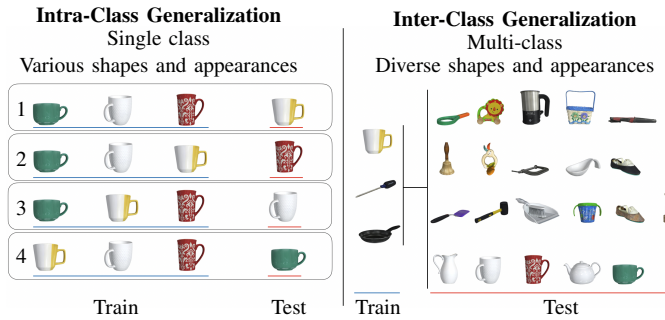 Intra-Class Generalization
Single class
Various shapes and appearances
1
2
3
4
Train
Test
Inter-Class Generalization
Multi-class
Diverse shapes and appearances
Train
Test